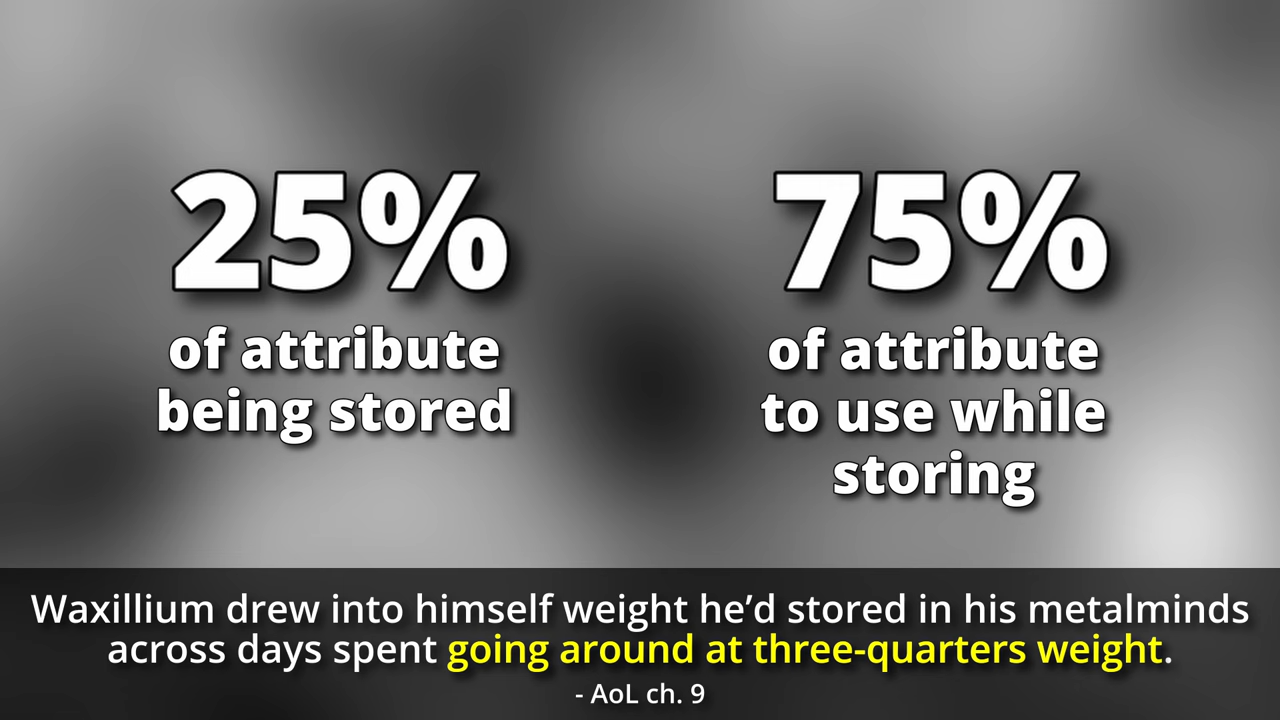 25%
of attribute
being stored
75%
of attribute
to use while
storing
Waxillium drew into himself weight he’d stored in his metalminds
across days spent going around at three-quarters weight.
- AoL ch. 9